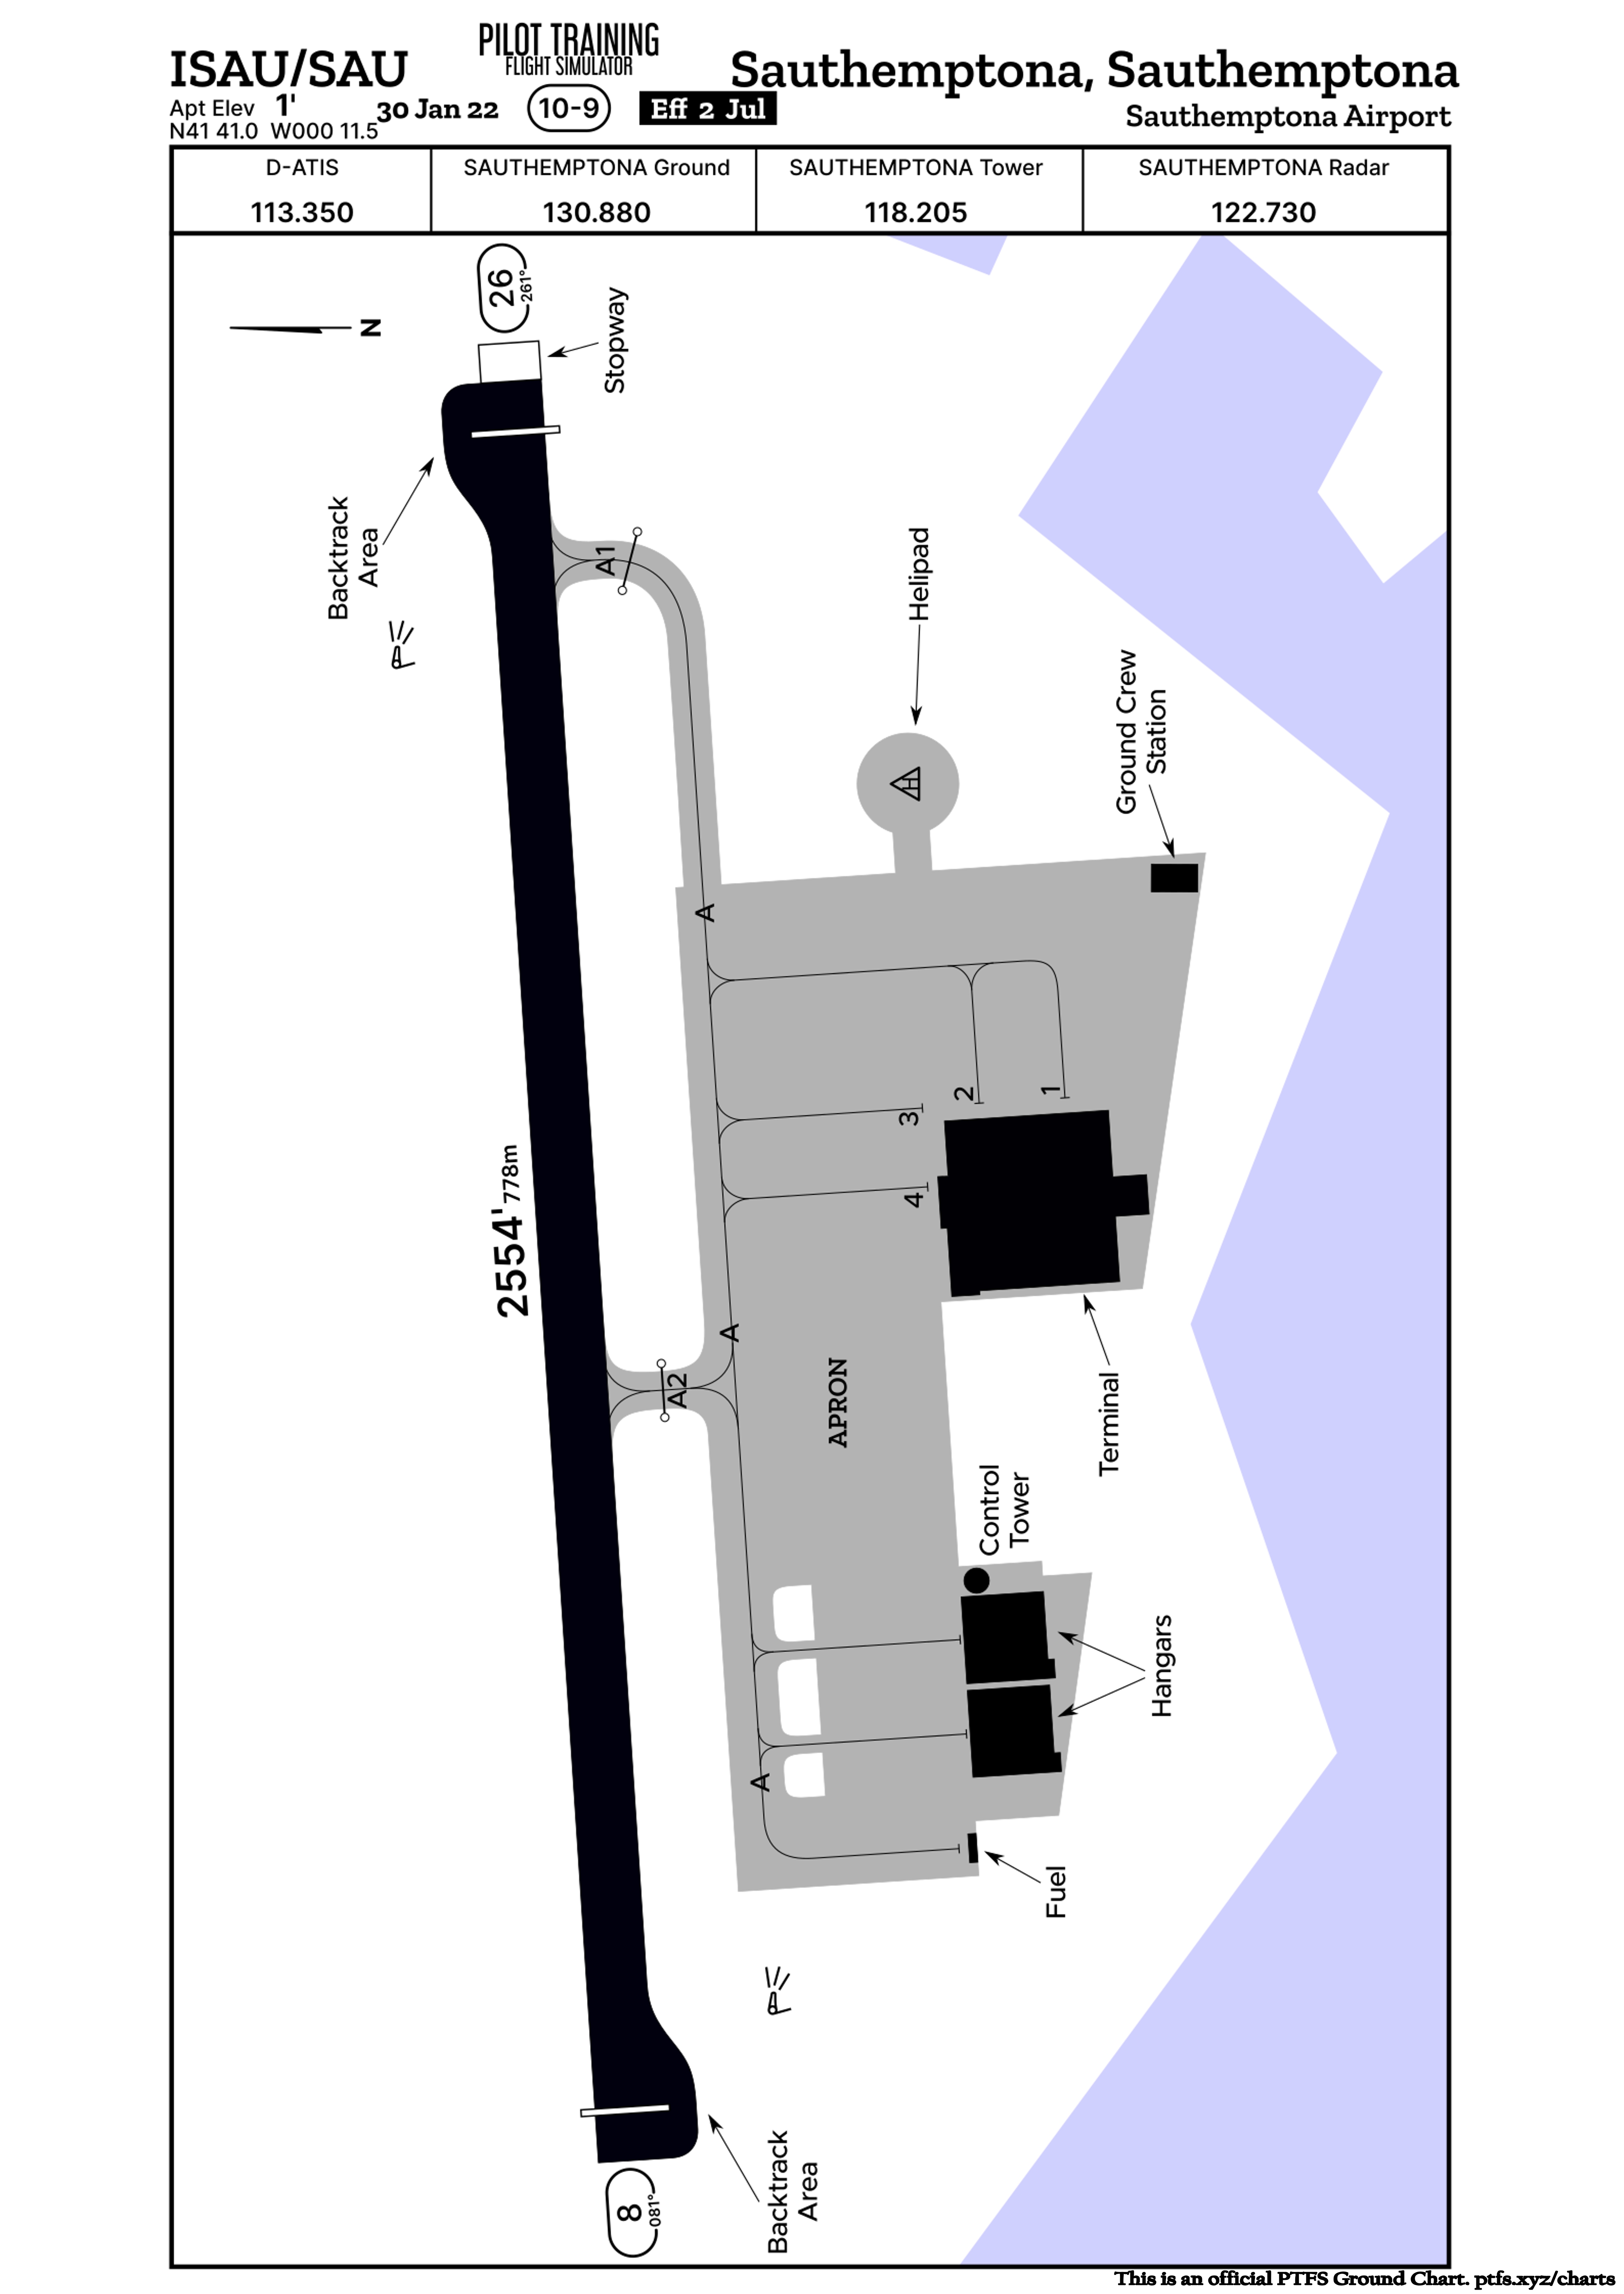 ISAU/SAU
PILOT TRAINING
FLIGHT SIMULATOR
Sauthemptona, Sauthemptona
Apt Elev 1'
N41 41.0 W000 11.5
30 Jan 22
10-9
Eff 2 Jul
Sauthemptona Airport
D-ATIS
113.350
SAUTHEMPTONA Ground
130.880
SAUTHEMPTONA Tower
118.205
SAUTHEMPTONA Radar
122.730
26
261°
N
Stopway
Backtrack
Area
A1
Helipad
H
Ground Crew
Station
A
2
1
3
4
2554' 778m
A
A2
APRON
Terminal
Control
Tower
Hangars
A
Fuel
8
081°
Backtrack
Area
This is an official PTFS Ground Chart. ptfs.xyz/charts